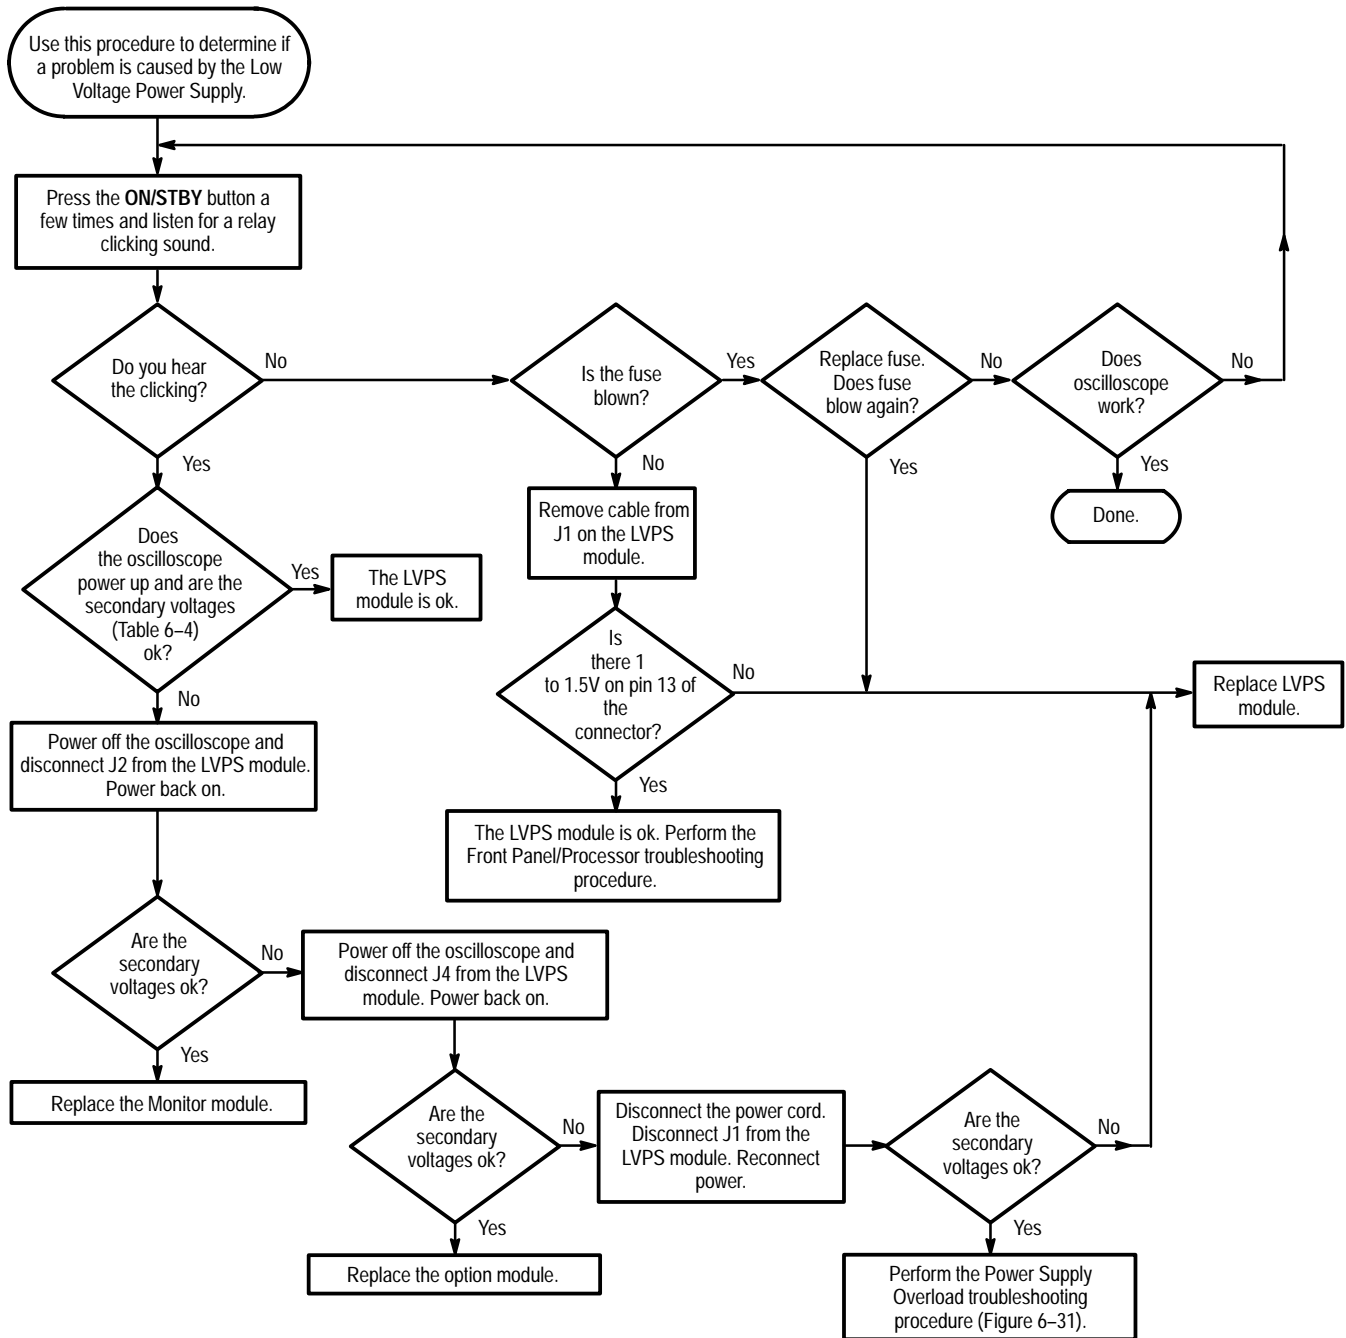 Use this procedure to determine if
a problem is caused by the Low
Voltage Power Supply.
Press the ON/STBY button a
few times and listen for a relay
clicking sound.
Do you hear
the clicking?
No
Is the fuse
blown?
Yes
Replace fuse.
Does fuse
blow again?
No
Does
oscilloscope
work?
No
Yes
No
Yes
Yes
Done.
Does
the oscilloscope
power up and are the
secondary voltages
(Table 6–4)
ok?
Yes
The LVPS
module is ok.
Remove cable from
J1 on the LVPS
module.
Is
there 1
to 1.5V on pin 13 of
the
connector?
No
Replace LVPS
module.
No
Yes
Power off the oscilloscope and
disconnect J2 from the LVPS module.
Power back on.
The LVPS module is ok. Perform the
Front Panel/Processor troubleshooting
procedure.
Are the
secondary
voltages ok?
No
Power off the oscilloscope and
disconnect J4 from the LVPS
module. Power back on.
Yes
Replace the Monitor module.
Are the
secondary
voltages ok?
No
Disconnect the power cord.
Disconnect J1 from the
LVPS module. Reconnect
power.
Are the
secondary
voltages ok?
No
Yes
Yes
Replace the option module.
Perform the Power Supply
Overload troubleshooting
procedure (Figure 6–31).